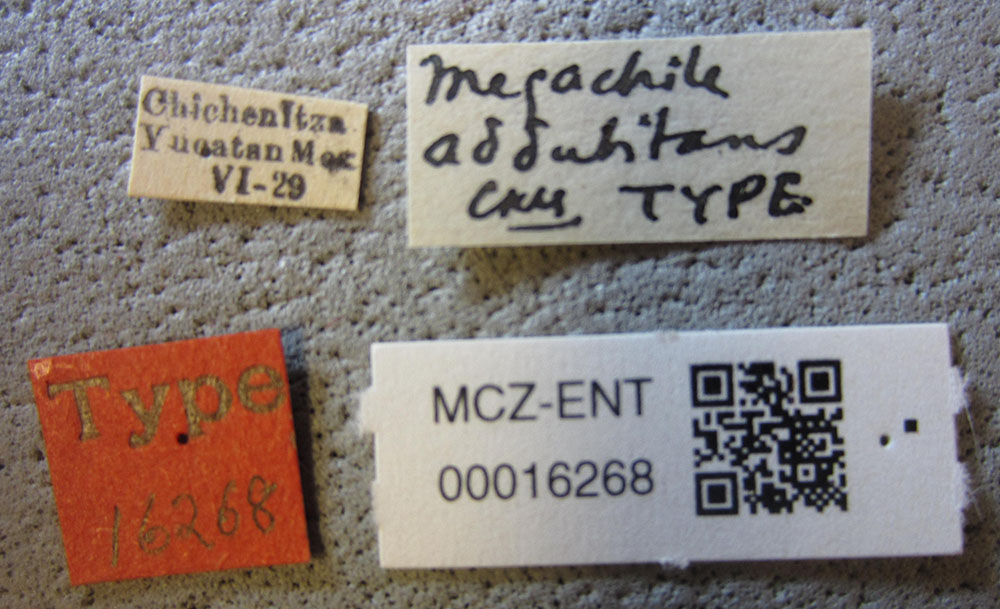 ChichenItza
Yucatan Mex
VI-29
Megachile
addubitans
Ckll TYPE
Type
16268
MCZ-ENT
00016268